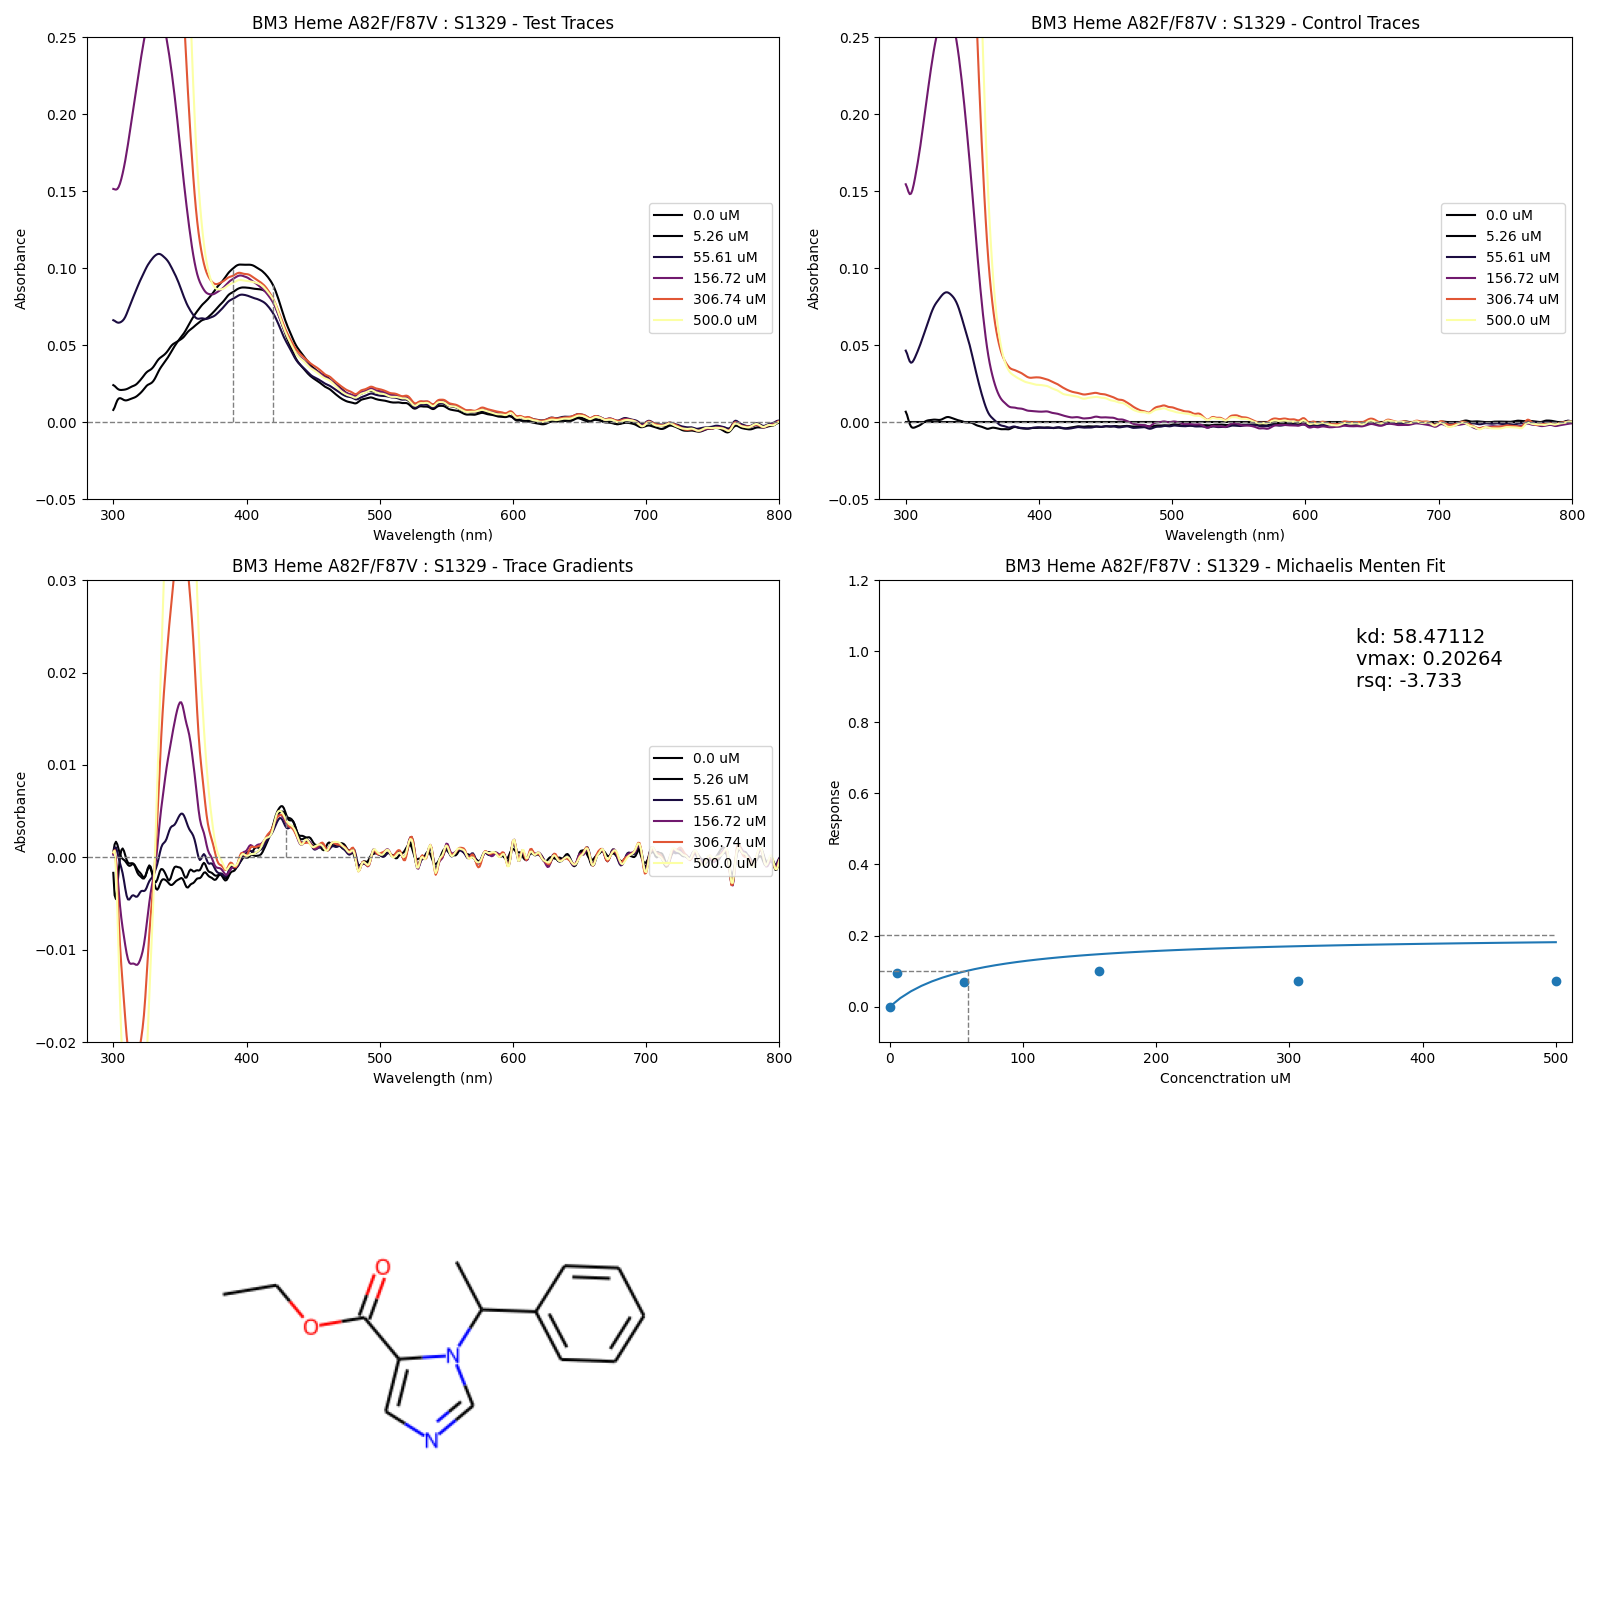 BM3 Heme A82F/F87V : S1329 - Test Traces
0.25
0.20
0.15
0.10
0.05
0.00
−0.05
Absorbance
300 400 500 600 700 800
Wavelength (nm)
0.0 uM
5.26 uM
55.61 uM
156.72 uM
306.74 uM
500.0 uM
BM3 Heme A82F/F87V : S1329 - Control Traces
0.25
0.20
0.15
0.10
0.05
0.00
−0.05
Absorbance
300 400 500 600 700 800
Wavelength (nm)
0.0 uM
5.26 uM
55.61 uM
156.72 uM
306.74 uM
500.0 uM
BM3 Heme A82F/F87V : S1329 - Trace Gradients
0.03
0.02
0.01
0.00
−0.01
−0.02
Absorbance
300 400 500 600 700 800
Wavelength (nm)
0.0 uM
5.26 uM
55.61 uM
156.72 uM
306.74 uM
500.0 uM
BM3 Heme A82F/F87V : S1329 - Michaelis Menten Fit
1.2
1.0
0.8
0.6
0.4
0.2
0.0
Response
0 100 200 300 400 500
Concenctration uM
kd: 58.47112
vmax: 0.20264
rsq: -3.733
O
O
N
N